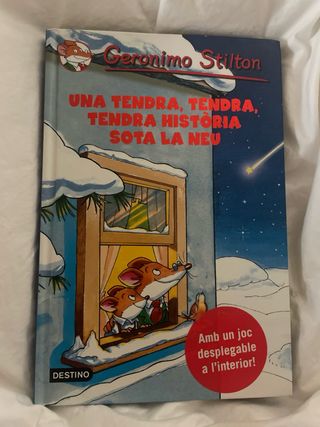 Geronimo Stilton
UNA TENDRA, TENDRA,
TENDRA HISTÒRIA
SOTA LA NEU
Amb un joc
desplegable
a l'interior!
DESTINO